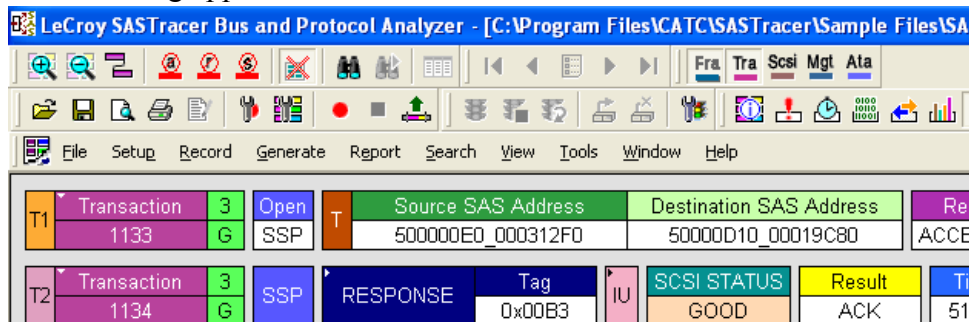 LeCroy SASTracer Bus and Protocol Analyzer - [C:\Program Files\CATC\SASTracer\Sample Files\SA
Fra Tra Scsi Mgt Ata
File Setup Record Generate Report Search View Tools Window Help
T1 Transaction 3 Open T Source SAS Address Destination SAS Address Re
1133 G SSP 500000E0_000312F0 50000D10_00019C80 ACCE
T2 Transaction 3 SSP RESPONSE Tag IU SCSI STATUS Result Ti
1134 G 0x00B3 GOOD ACK 51